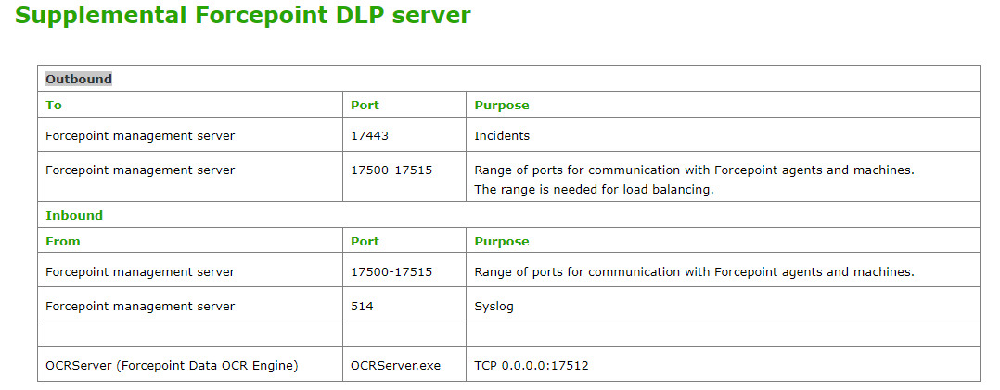 Supplemental Forcepoint DLP server
Outbound
To Port Purpose
Forcepoint management server 17443 Incidents
Forcepoint management server 17500-17515 Range of ports for communication with Forcepoint agents and machines.
The range is needed for load balancing.
Inbound
From Port Purpose
Forcepoint management server 17500-17515 Range of ports for communication with Forcepoint agents and machines.
Forcepoint management server 514 Syslog
OCRServer (Forcepoint Data OCR Engine) OCRServer.exe TCP 0.0.0.0:17512